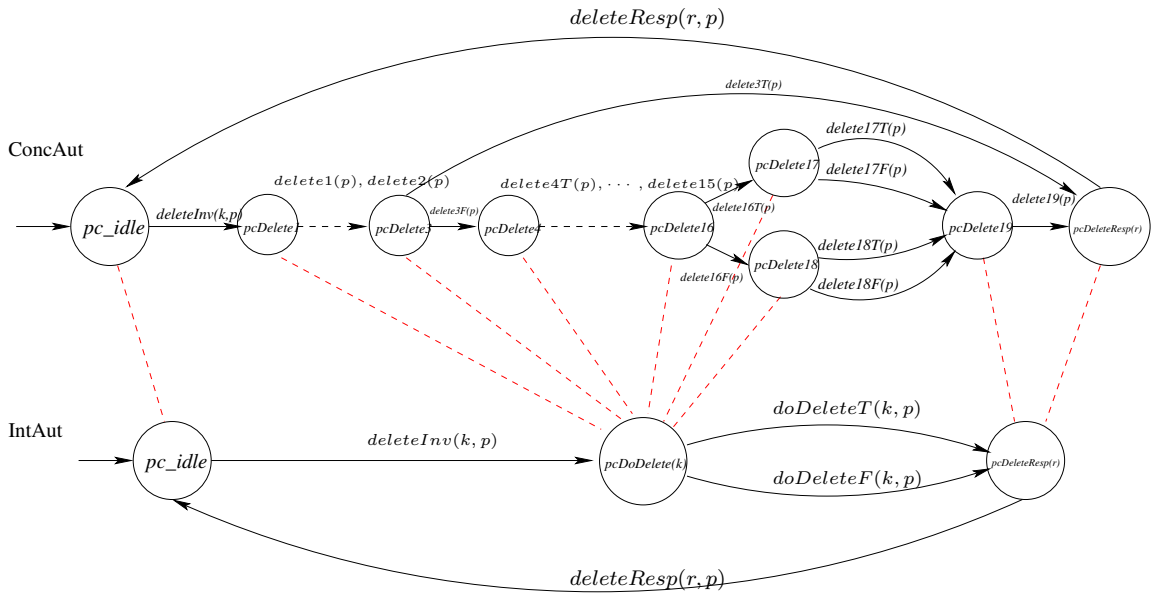 deleteResp(r, p)
delete3T(p)
ConcAut
delete17T(p)
pcDelete17
delete17F(p)
delete1(p), delete2(p)
delete4T(p), ··· , delete15(p)
deleteInv(k,p)
delete3F(p)
delete16T(p)
delete19(p)
pc_idle
pcDelete1
pcDelete3
pcDelete4
pcDelete16
pcDelete19
pcDeleteResp(r)
delete18T(p)
pcDelete18
delete16F(p)
delete18F(p)
IntAut
doDeleteT(k, p)
deleteInv(k, p)
pc_idle
pcDoDelete(k)
pcDeleteResp(r)
doDeleteF(k, p)
deleteResp(r, p)